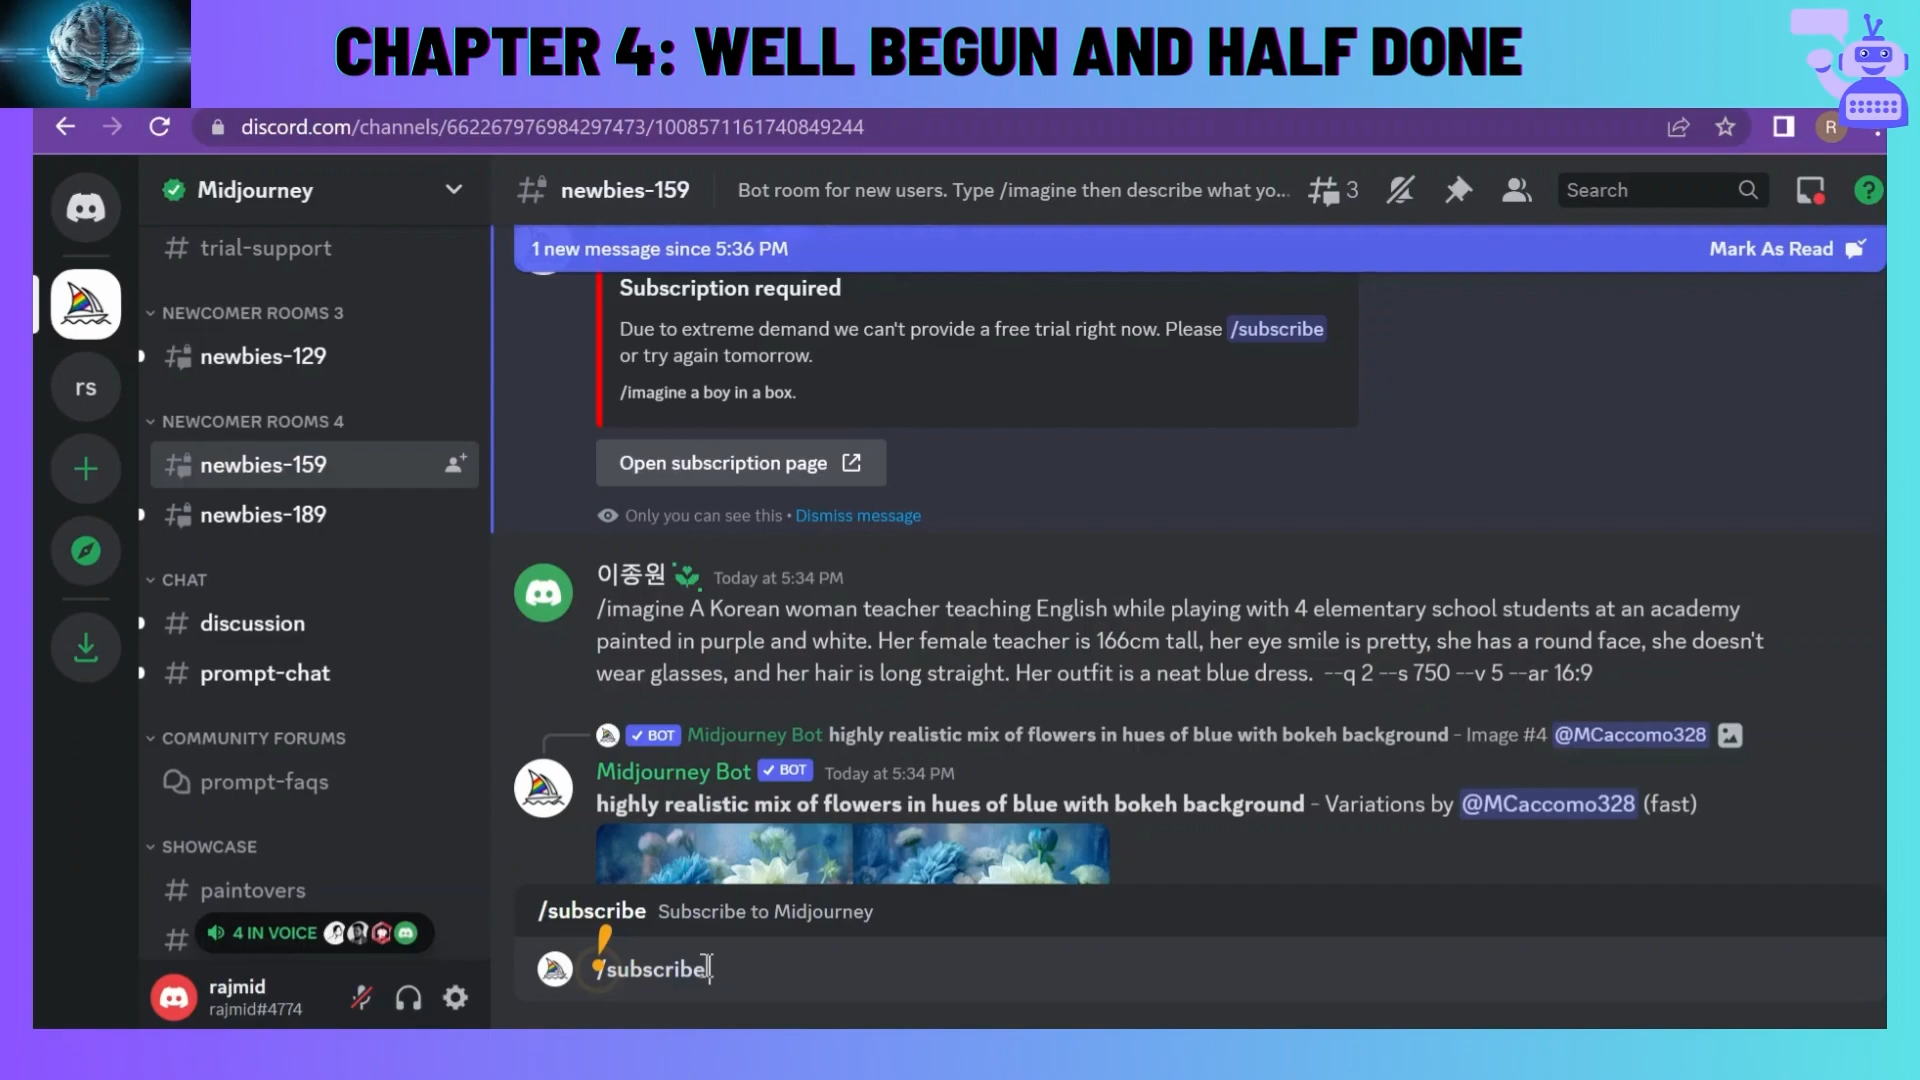 CHAPTER 4: WELL BEGUN AND HALF DONE
discord.com/channels/662267976984297473/1008571161740849244
R
Midjourney
newbies-159
Bot room for new users. Type /imagine then describe what yo...
3
Search
trial-support
NEWCOMER ROOMS 3
newbies-129
rs
NEWCOMER ROOMS 4
newbies-159
newbies-189
CHAT
discussion
prompt-chat
COMMUNITY FORUMS
prompt-faqs
SHOWCASE
paintovers
4 IN VOICE
rajmid
rajmid#4774
1 new message since 5:36 PM
Mark As Read
Subscription required
Due to extreme demand we can't provide a free trial right now. Please /subscribe
or try again tomorrow.
/imagine a boy in a box.
Open subscription page
Only you can see this • Dismiss message
이종원 Today at 5:34 PM
/imagine A Korean woman teacher teaching English while playing with 4 elementary school students at an academy
painted in purple and white. Her female teacher is 166cm tall, her eye smile is pretty, she has a round face, she doesn't
wear glasses, and her hair is long straight. Her outfit is a neat blue dress. --q 2 --s 750 --v 5 --ar 16:9
BOT Midjourney Bot highly realistic mix of flowers in hues of blue with bokeh background - Image #4 @MCaccomo328
Midjourney Bot BOT Today at 5:34 PM
highly realistic mix of flowers in hues of blue with bokeh background - Variations by @MCaccomo328 (fast)
/subscribe Subscribe to Midjourney
/subscribe